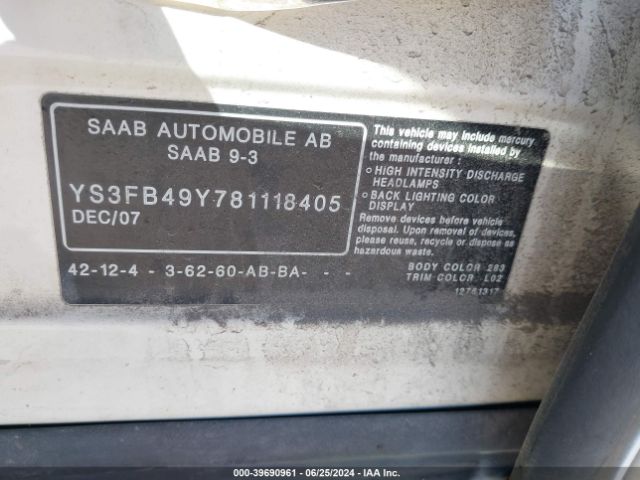 SAAB AUTOMOBILE AB
SAAB 9-3
YS3FB49Y781118405
DEC/07
42-12-4 - 3-62-60-AB-BA- - -
This vehicle may include mercury
containing devices installed by
the manufacturer :
○ HIGH INTENSITY DISCHARGE
HEADLAMPS
○ BACK LIGHTING COLOR
DISPLAY
Remove devices before vehicle
disposal. Upon removal of devices,
please reuse, recycle or dispose as
hazardous waste.
BODY COLOR 283
TRIM COLOR L02
12761317
000-39690961 - 06/25/2024 - IAA Inc.